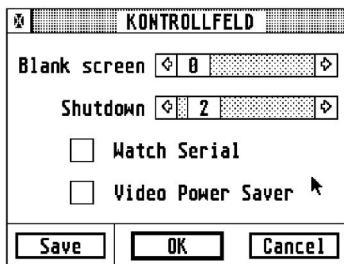 KONTROLLFELD
Blank screen 0
Shutdown 2
Watch Serial
Video Power Saver
Save OK Cancel